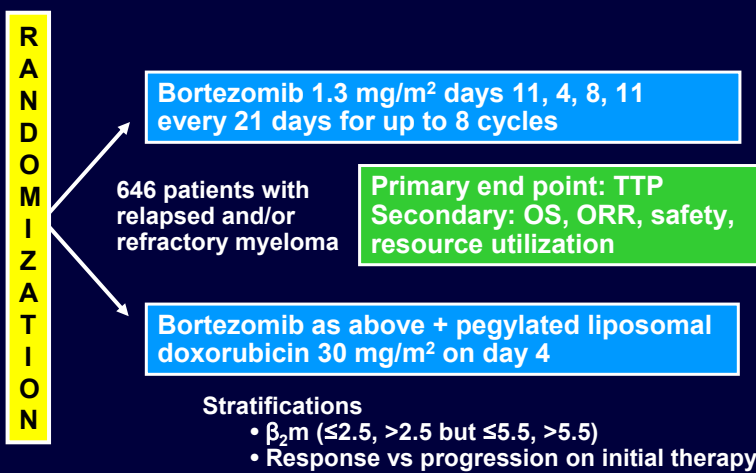 RANDOMIZATION
Bortezomib 1.3 mg/m² days 11, 4, 8, 11
every 21 days for up to 8 cycles
646 patients with
relapsed and/or
refractory myeloma
Primary end point: TTP
Secondary: OS, ORR, safety,
resource utilization
Bortezomib as above + pegylated liposomal
doxorubicin 30 mg/m² on day 4
Stratifications
• β₂m (≤2.5, >2.5 but ≤5.5, >5.5)
• Response vs progression on initial therapy